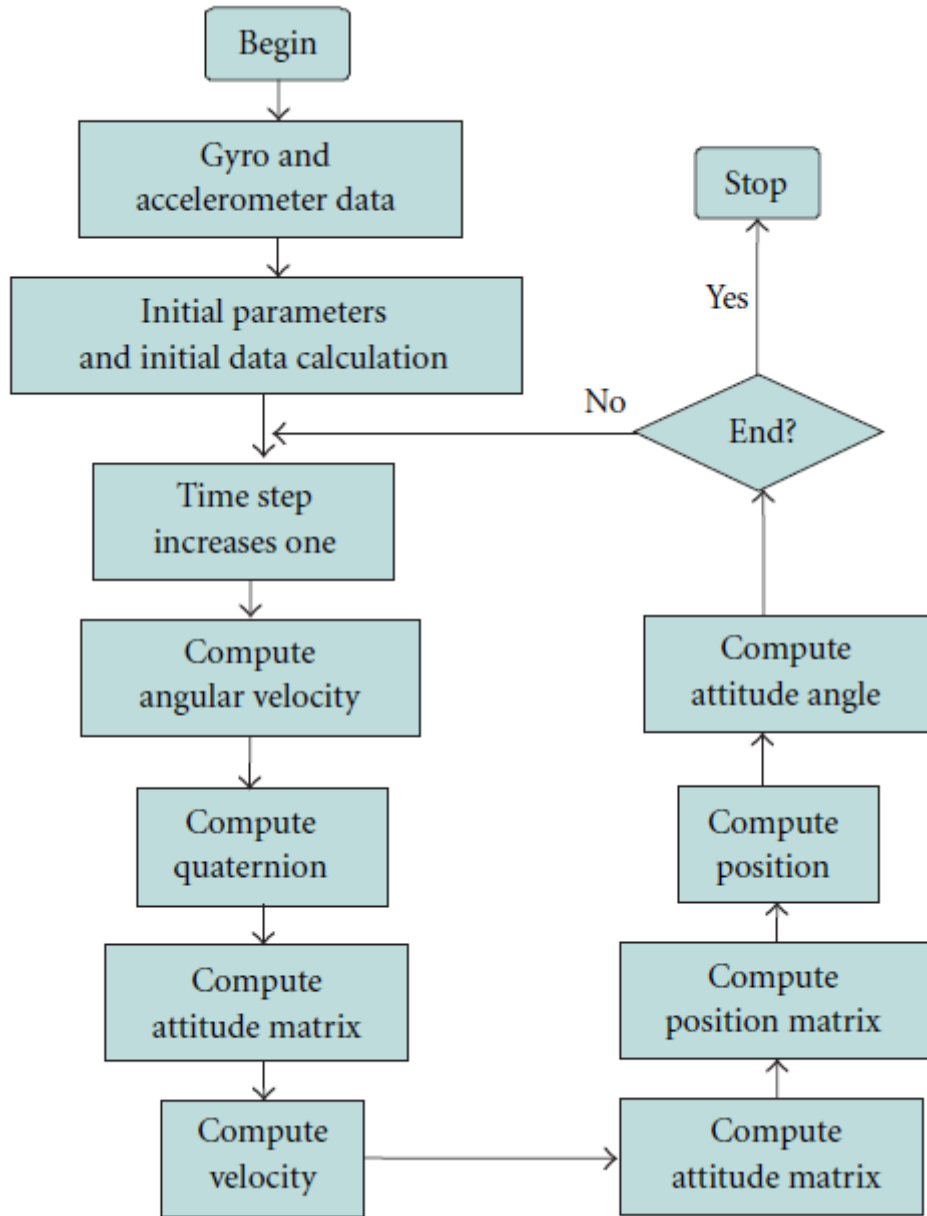 Begin
Gyro and
accelerometer data
Initial parameters
and initial data calculation
Time step
increases one
Compute
angular velocity
Compute
quaternion
Compute
attitude matrix
Compute
velocity
Compute
attitude matrix
Compute
position matrix
Compute
position
Compute
attitude angle
End?
No
Yes
Stop